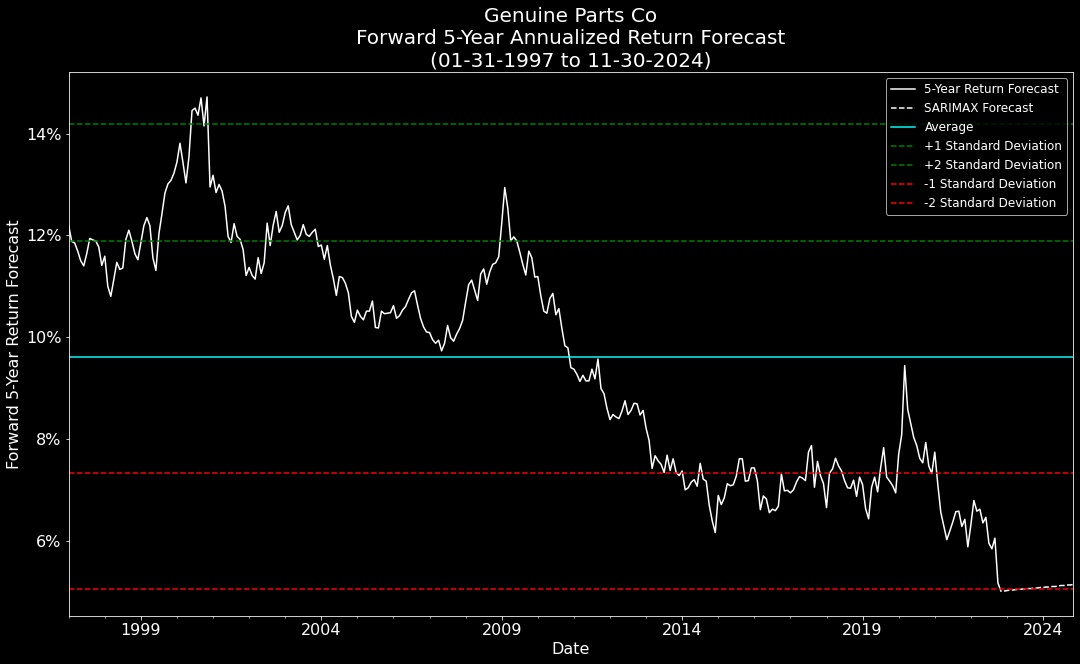 Genuine Parts Co
Forward 5-Year Annualized Return Forecast
(01-31-1997 to 11-30-2024)
5-Year Return Forecast
SARIMAX Forecast
Average
+1 Standard Deviation
+2 Standard Deviation
-1 Standard Deviation
-2 Standard Deviation
Forward 5-Year Return Forecast
14%
12%
10%
8%
6%
1999 2004 2009 2014 2019 2024
Date